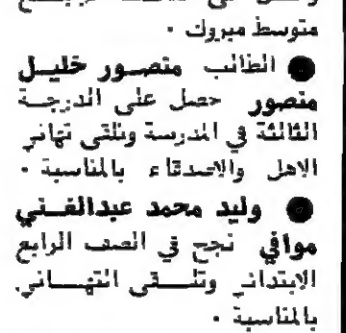 متوسط مبروك .
● الطالب منصور خليل
منصور حصل على الدرجة
الثالثة في المدرسة وتلقى تهاني
الاهل والاصدقاء بالمناسبة .
● وليد محمد عبدالغني
موافي نجح في الصف الرابع
الابتدائي وتلقى التهاني
بالمناسبة .